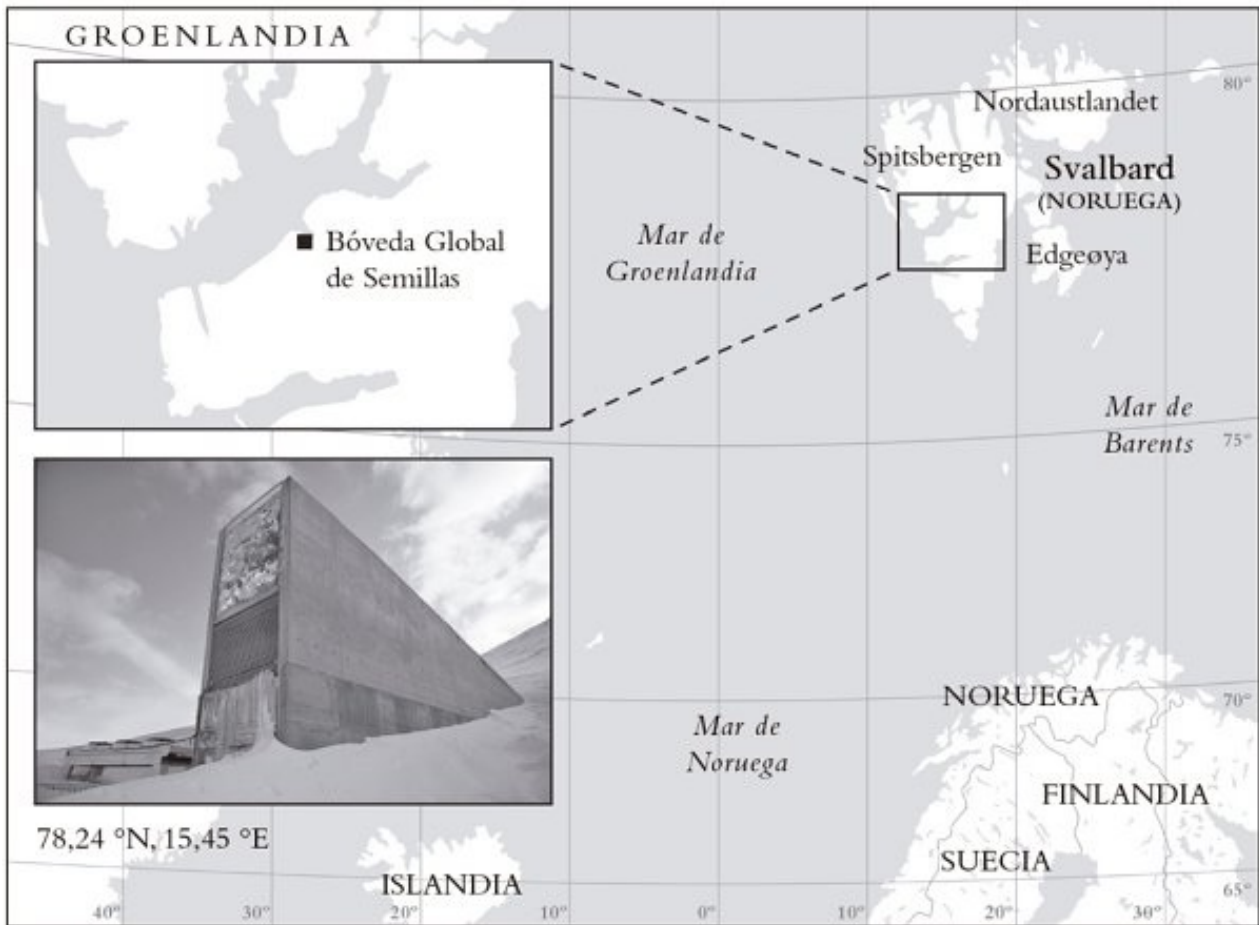 GROENLANDIA
Bóveda Global
de Semillas
78,24 °N, 15,45 °E
Nordaustlandet
80°
Spitsbergen
Svalbard
(NORUEGA)
Edgeøya
Mar de
Groenlandia
Mar de
Barents
75°
NORUEGA
70°
Mar de
Noruega
FINLANDIA
SUECIA
ISLANDIA
65°
40°
30°
20°
10°
0°
10°
20°
30°